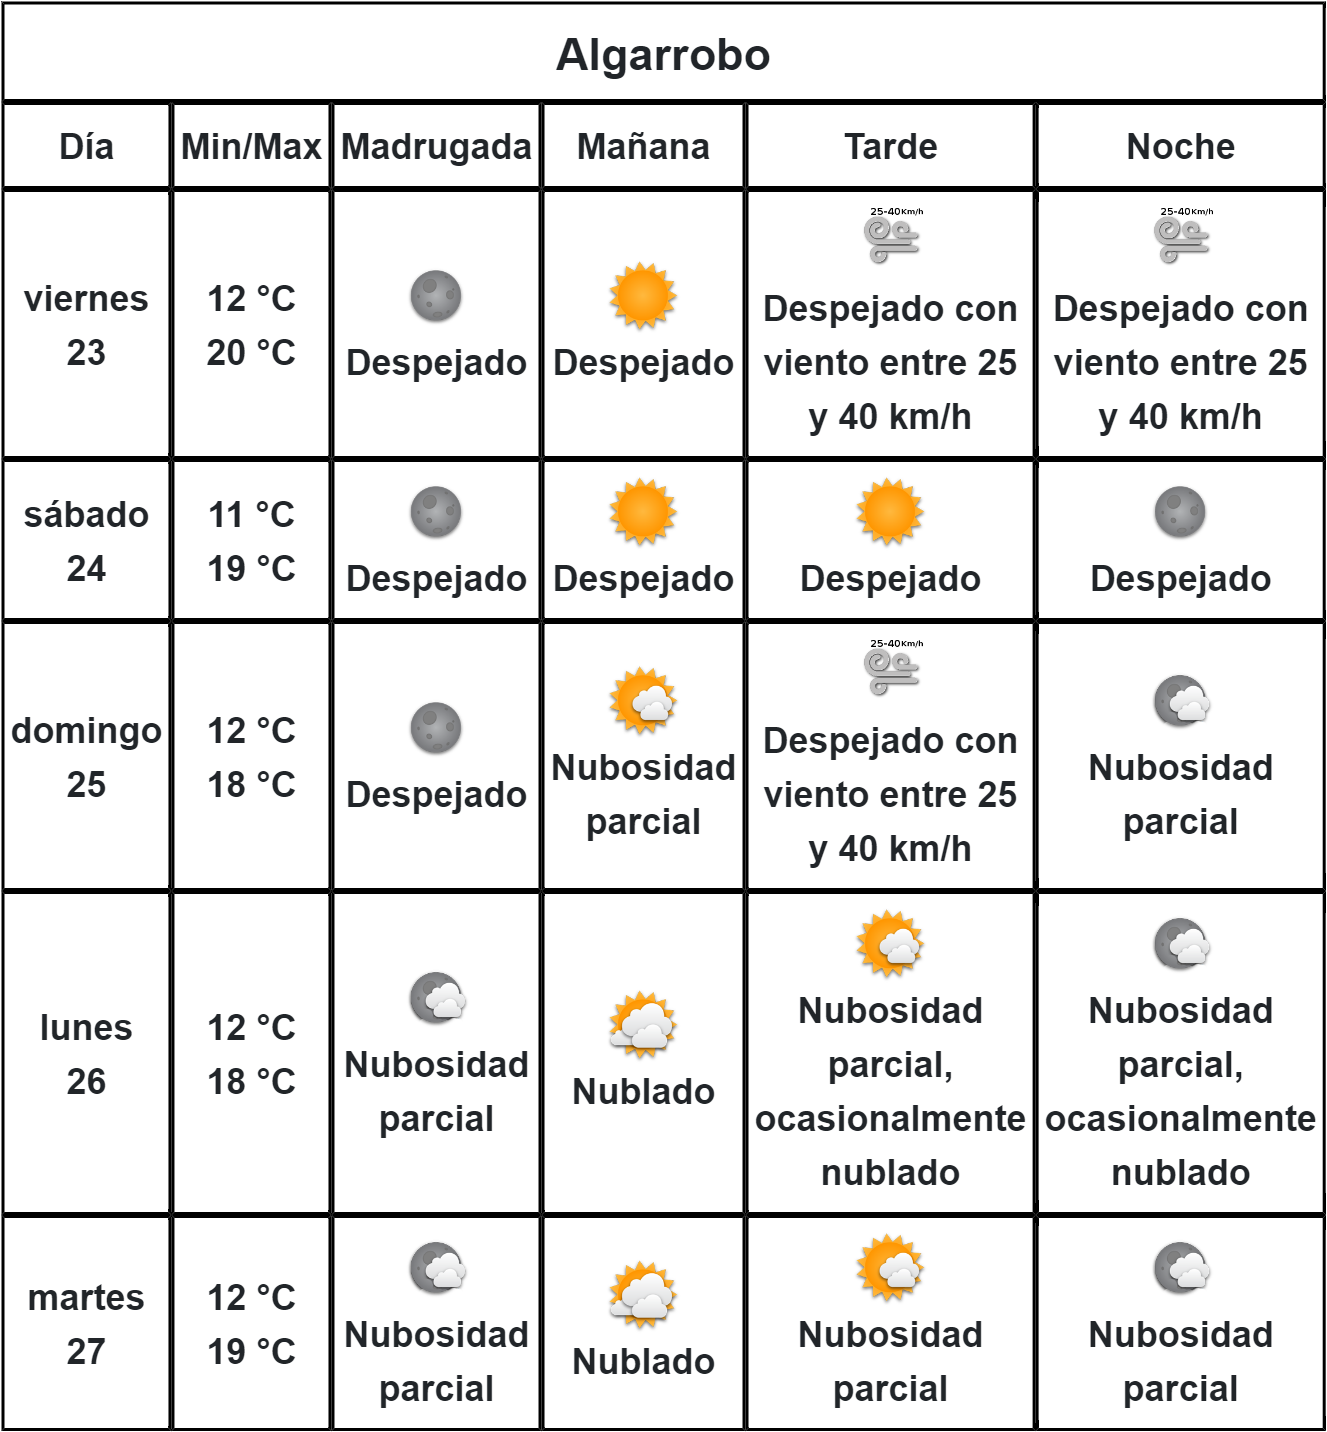 Algarrobo
Día Min/Max Madrugada Mañana Tarde Noche
25-40Km/h 25-40Km/h
viernes
23
12 °C
20 °C
Despejado
Despejado
Despejado con
viento entre 25
y 40 km/h
Despejado con
viento entre 25
y 40 km/h
sábado
24
11 °C
19 °C
Despejado
Despejado
Despejado
Despejado
domingo
25
12 °C
18 °C
Despejado
Nubosidad
parcial
25-40Km/h
Despejado con
viento entre 25
y 40 km/h
Nubosidad
parcial
lunes
26
12 °C
18 °C
Nubosidad
parcial
Nublado
Nubosidad
parcial,
ocasionalmente
nublado
Nubosidad
parcial,
ocasionalmente
nublado
martes
27
12 °C
19 °C
Nubosidad
parcial
Nublado
Nubosidad
parcial
Nubosidad
parcial